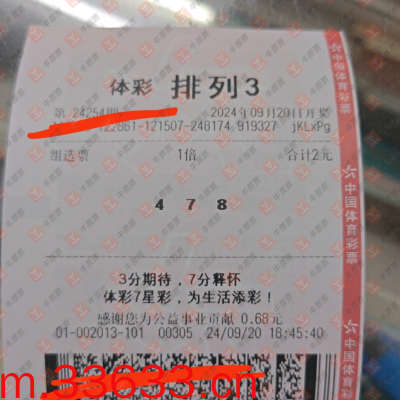 体彩 排列3
第 24254期 2024年09月20日开奖
122861-121507-246174 919327 jKLxPg
组选票 1倍 合计2元
4 7 8
3分期待，7分释怀
体彩7星彩，为生活添彩！
感谢您为公益事业贡献 0.68元
01-002013-101 00305 24/09/20 18:45:40
中国体育彩票
中国体育彩票
中国体育
m.33633.cn